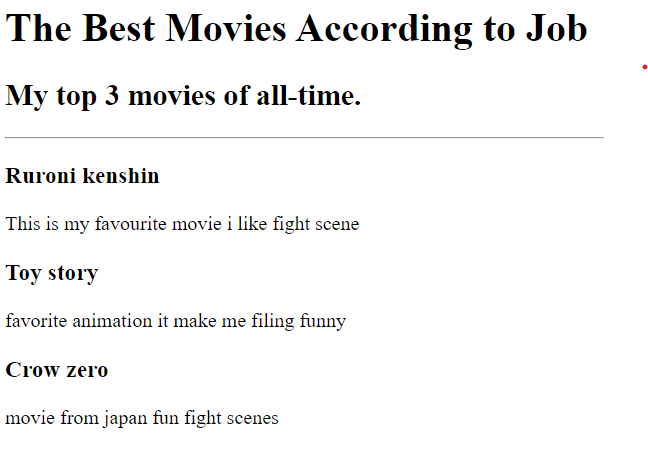 The Best Movies According to Job
My top 3 movies of all-time.
Ruroni kenshin
This is my favourite movie i like fight scene
Toy story
favorite animation it make me filing funny
Crow zero
movie from japan fun fight scenes